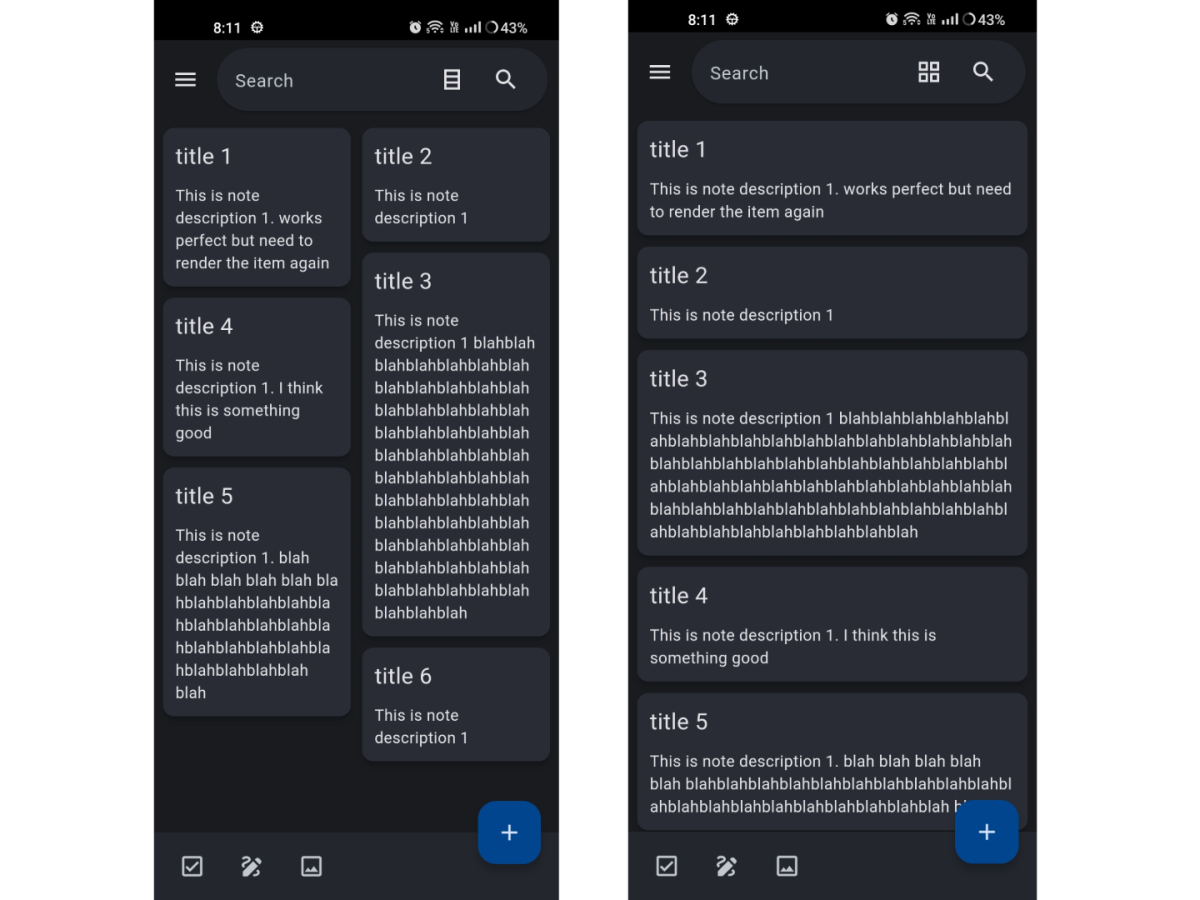 8:11 43%
Search
title 1
This is note
description 1. works
perfect but need to
render the item again
title 2
This is note
description 1
title 3
This is note
description 1 blahblah
blahblahblahblahblah
blahblahblahblahblah
blahblahblahblahblah
blahblahblahblahblah
blahblahblahblahblah
blahblahblahblahblah
blahblahblahblahblah
blahblahblahblahblah
blahblahblahblahblah
blahblahblahblahblah
blahblahblahblahblah
blahblahblah
title 4
This is note
description 1. I think
this is something
good
title 5
This is note
description 1. blah
blah blah blah blah bla
hblahblahblahblahbla
hblahblahblahblahbla
hblahblahblahblahbla
hblahblahblahblah
blah
title 6
This is note
description 1
8:11 43%
Search
title 1
This is note description 1. works perfect but need
to render the item again
title 2
This is note description 1
title 3
This is note description 1 blahblahblahblahblahbl
ahblahblahblahblahblahblahblahblahblahblahblahblah
blahblahblahblahblahblahblahblahblahblahblahblahbl
ahblahblahblahblahblahblahblahblahblahblahblahblah
blahblahblahblahblahblahblahblahblahblahblahblahbl
ahblahblahblahblahblahblahblahblahblah
title 4
This is note description 1. I think this is
something good
title 5
This is note description 1. blah blah blah blah
blah blahblahblahblahblahblahblahblahblahblahblahbl
ahblahblahblahblahblahblahblahblahblahblah